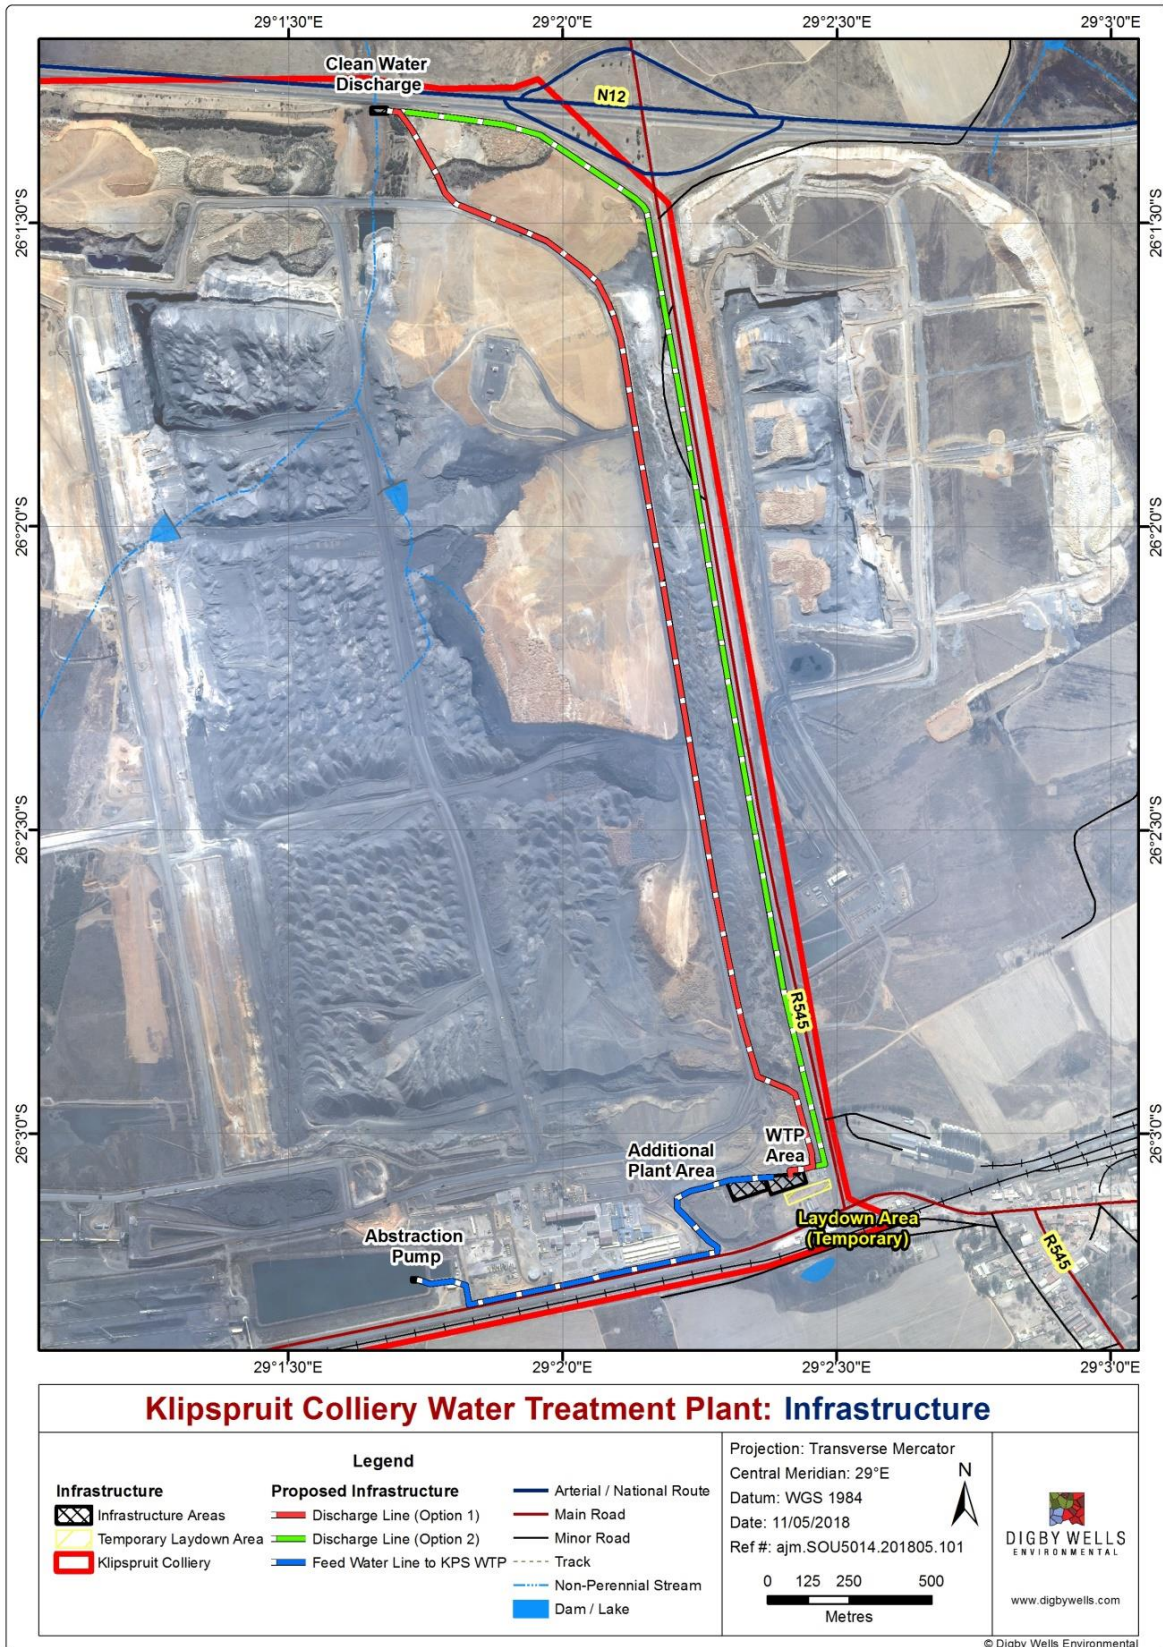 29°1'30"E
29°2'0"E
29°2'30"E
29°3'0"E
Clean Water
Discharge
N12
26°1'30"S
26°1'30"S
26°2'0"S
26°2'0"S
26°2'30"S
26°2'30"S
R545
26°3'0"S
26°3'0"S
WTP
Area
Additional
Plant Area
Laydown Area
(Temporary)
Abstraction
Pump
R545
29°1'30"E
29°2'0"E
29°2'30"E
29°3'0"E
Klipspruit Colliery Water Treatment Plant: Infrastructure
Legend
Infrastructure
Infrastructure Areas
Temporary Laydown Area
Klipspruit Colliery
Proposed Infrastructure
Discharge Line (Option 1)
Discharge Line (Option 2)
Feed Water Line to KPS WTP
Arterial / National Route
Main Road
Minor Road
Track
Non-Perennial Stream
Dam / Lake
Projection: Transverse Mercator
Central Meridian: 29°E
Datum: WGS 1984
Date: 11/05/2018
Ref #: ajm.SOU5014.201805.101
N
0 125 250 500
Metres
DIGBY WELLS
ENVIRONMENTAL
www.digbywells.com
© Digby Wells Environmental